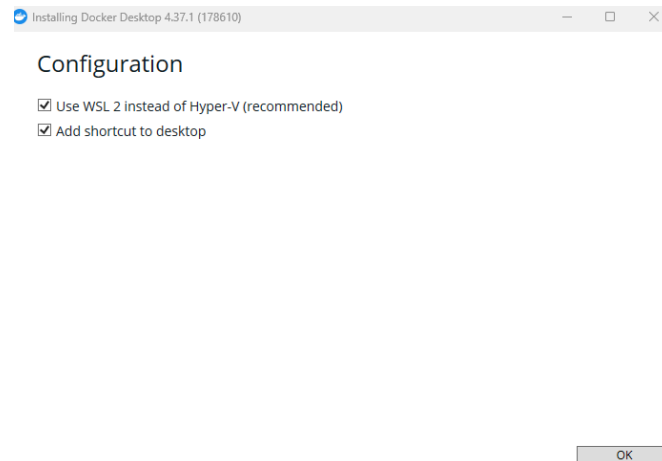 Installing Docker Desktop 4.37.1 (178610)
Configuration
Use WSL 2 instead of Hyper-V (recommended)
Add shortcut to desktop
OK